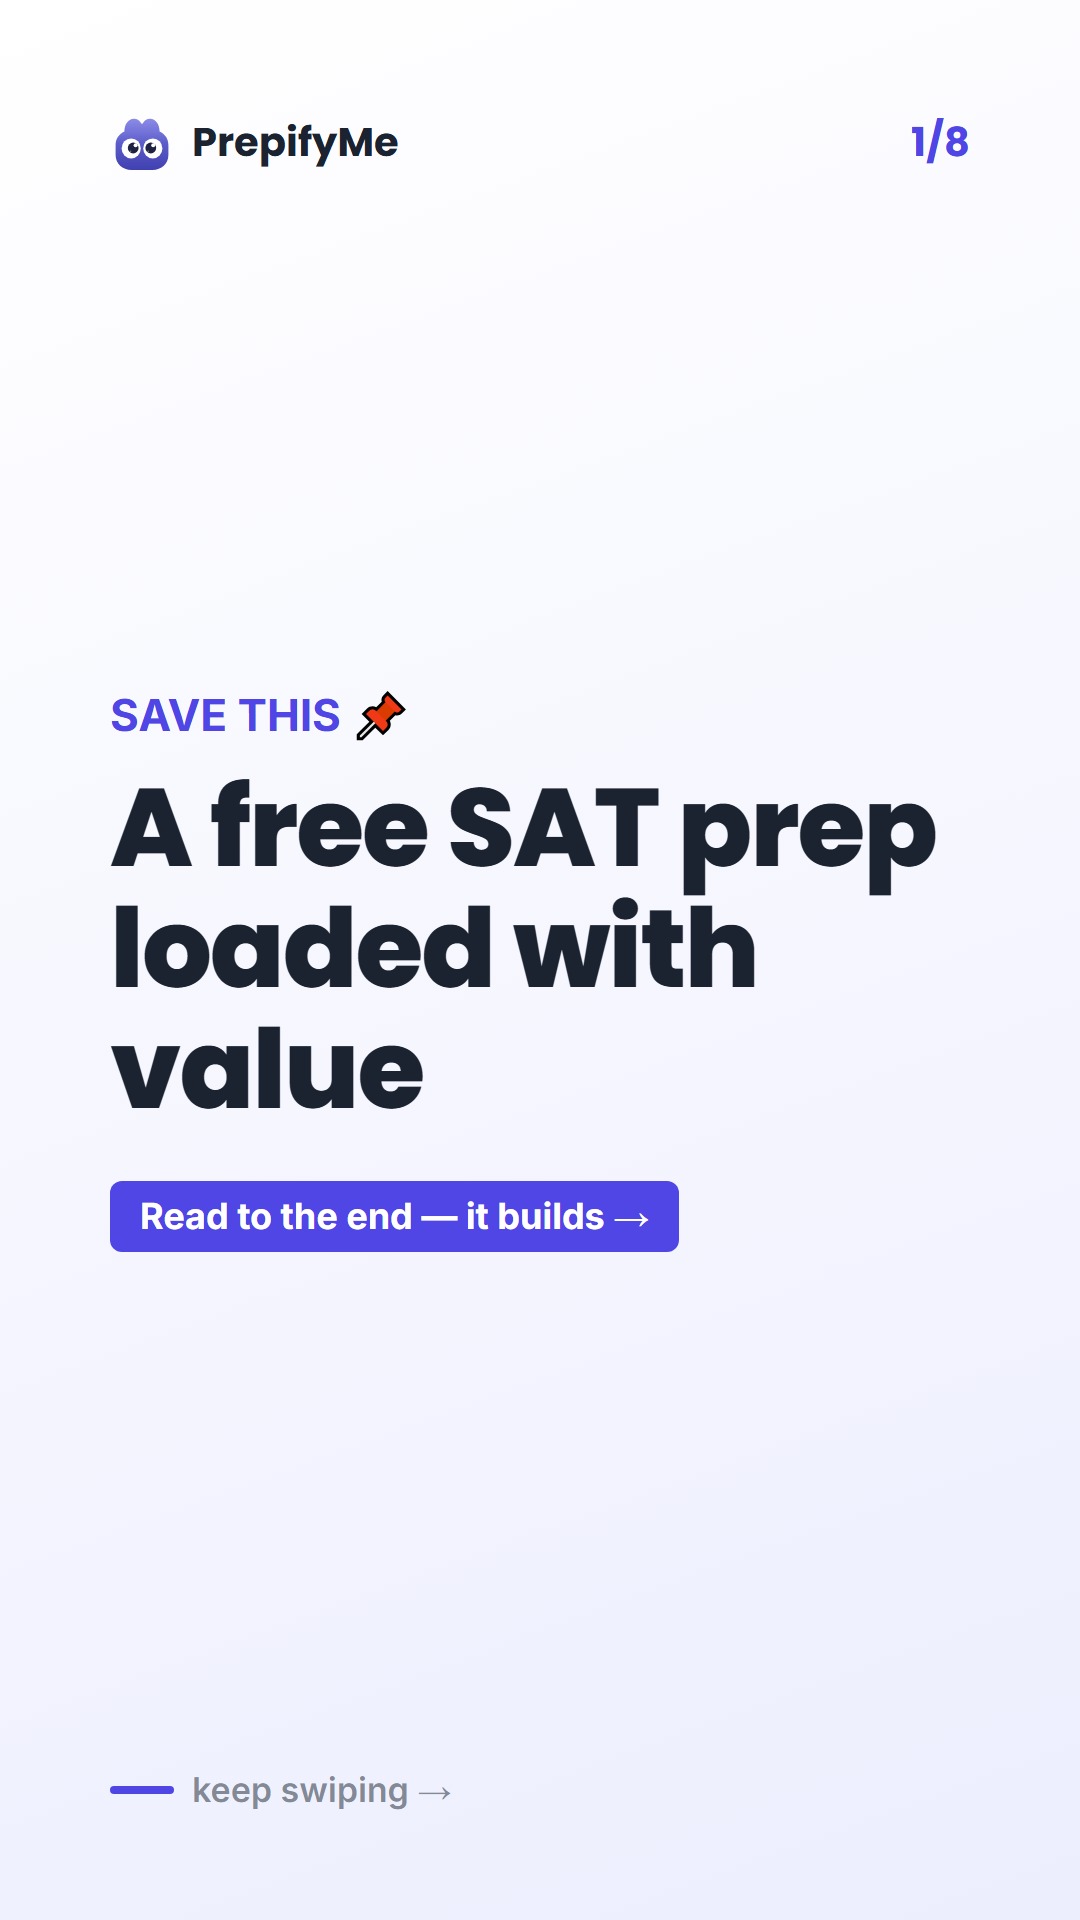 PrepifyMe
1/8
SAVE THIS 📌
A free SAT prep
loaded with
value
Read to the end — it builds →
keep swiping →